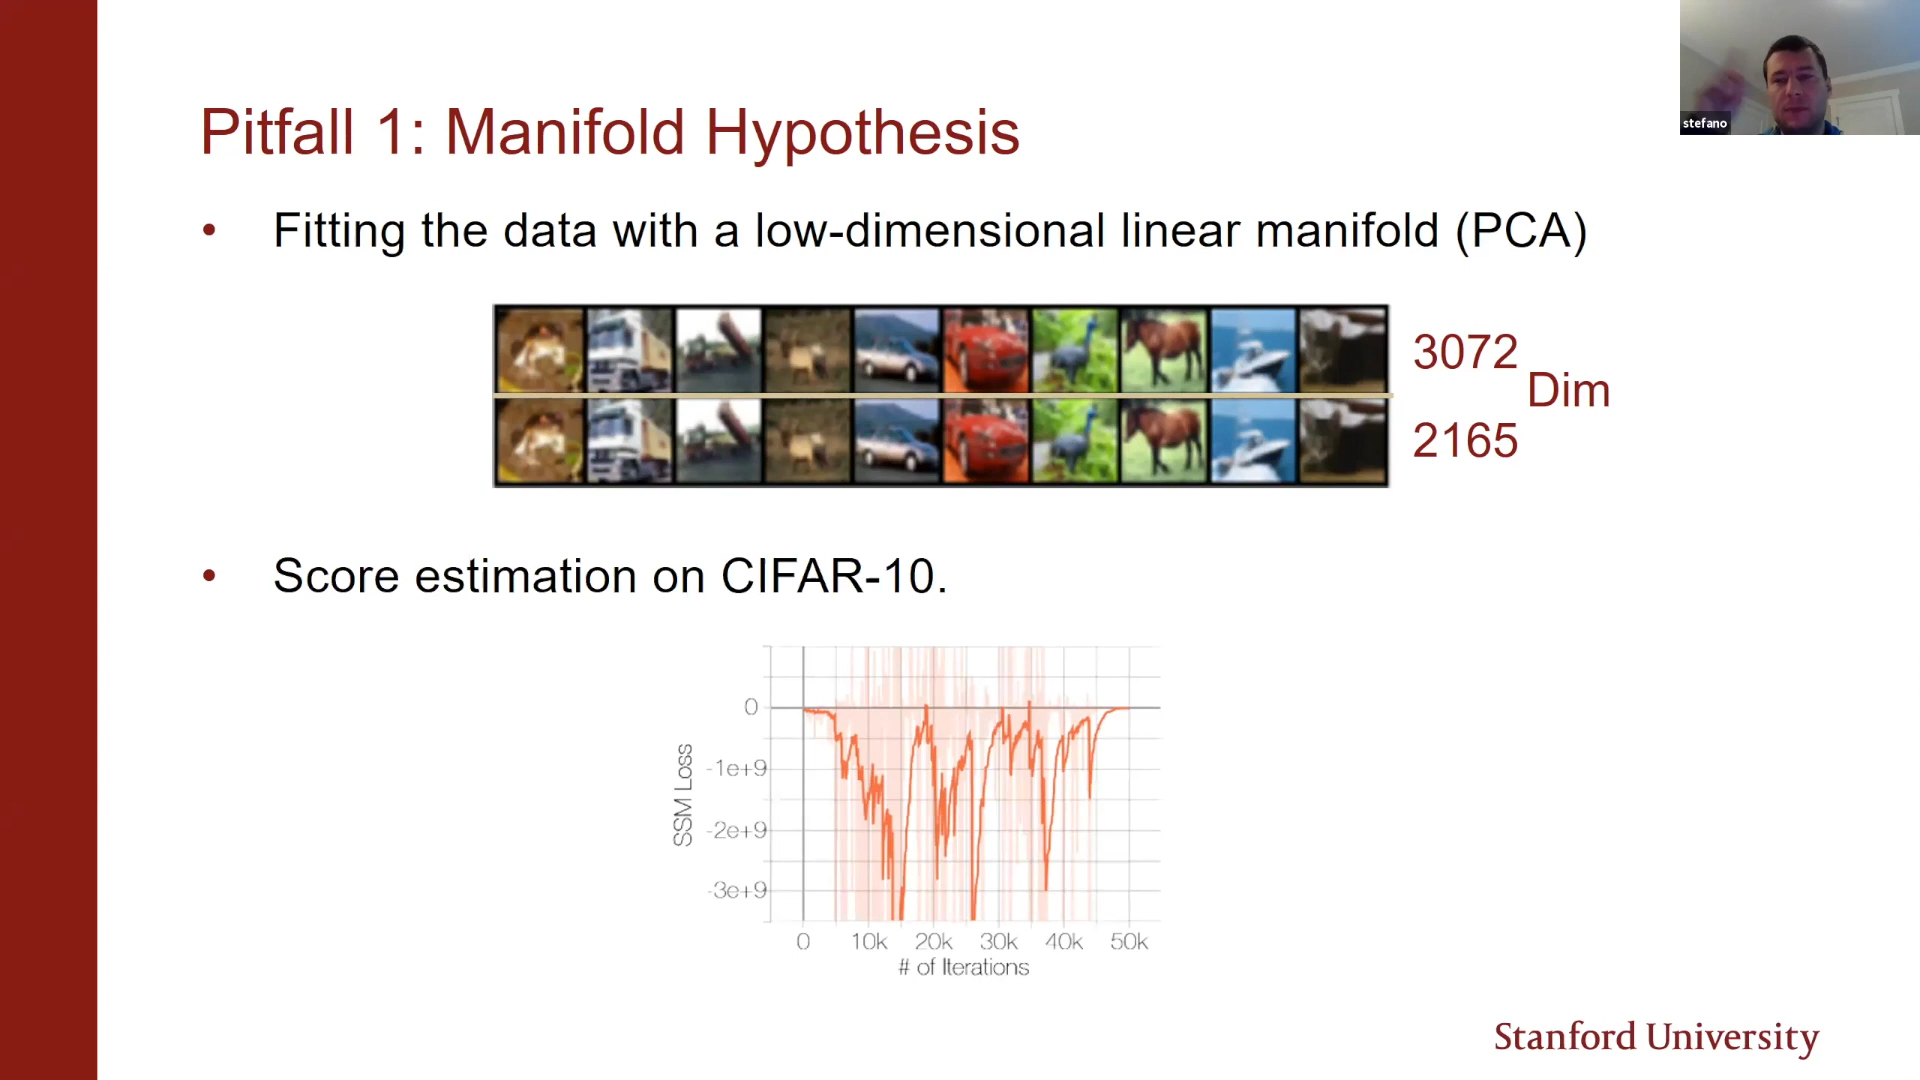 stefano
Pitfall 1: Manifold Hypothesis
• Fitting the data with a low-dimensional linear manifold (PCA)
3072
Dim
2165
• Score estimation on CIFAR-10.
0
-1e+9
-2e+9
-3e+9
SSM Loss
0 10k 20k 30k 40k 50k
# of Iterations
Stanford University